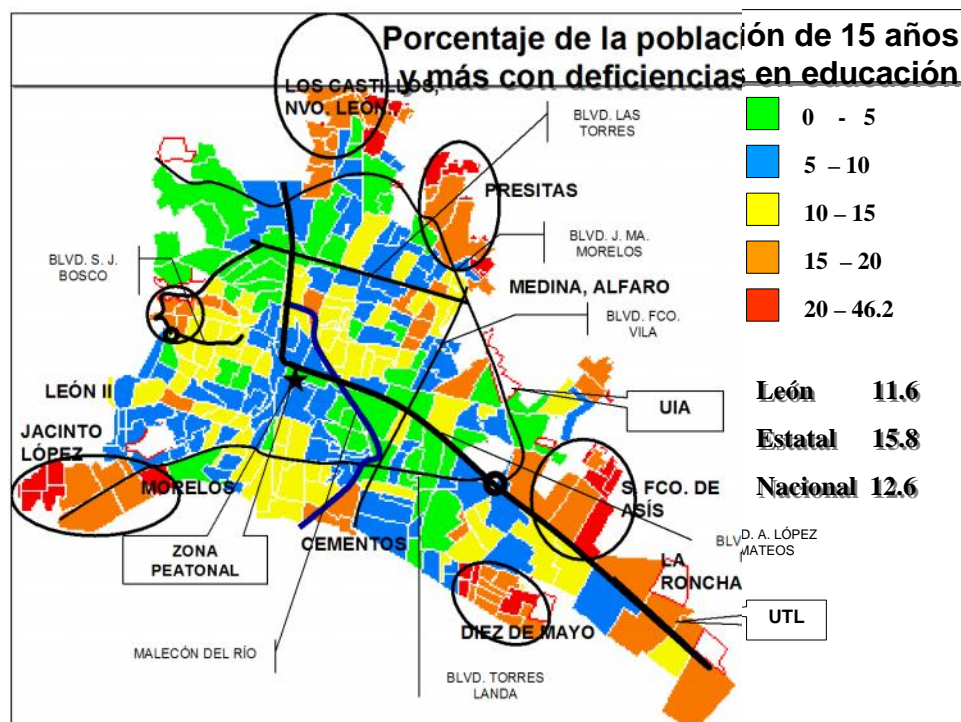 Porcentaje de la población de 15 años
y más con deficiencias en educación
LOS CASTILLOS,
NVO. LEÓN.
BLVD. LAS
TORRES
0 - 5
5 – 10
10 – 15
15 – 20
20 – 46.2
PRESITAS
BLVD. J. MA.
MORELOS
BLVD. S. J.
BOSCO
MEDINA, ALFARO
BLVD. FCO.
VILA
LEÓN II
UIA
León 11.6
Estatal 15.8
Nacional 12.6
JACINTO
LÓPEZ
MORELOS
S. FCO. DE
ASÍS
CEMENTOS
BLVD. A. LÓPEZ
MATEOS
ZONA
PEATONAL
LA
RONCHA
UTL
DIEZ DE MAYO
MALECÓN DEL RÍO
BLVD. TORRES
LANDA